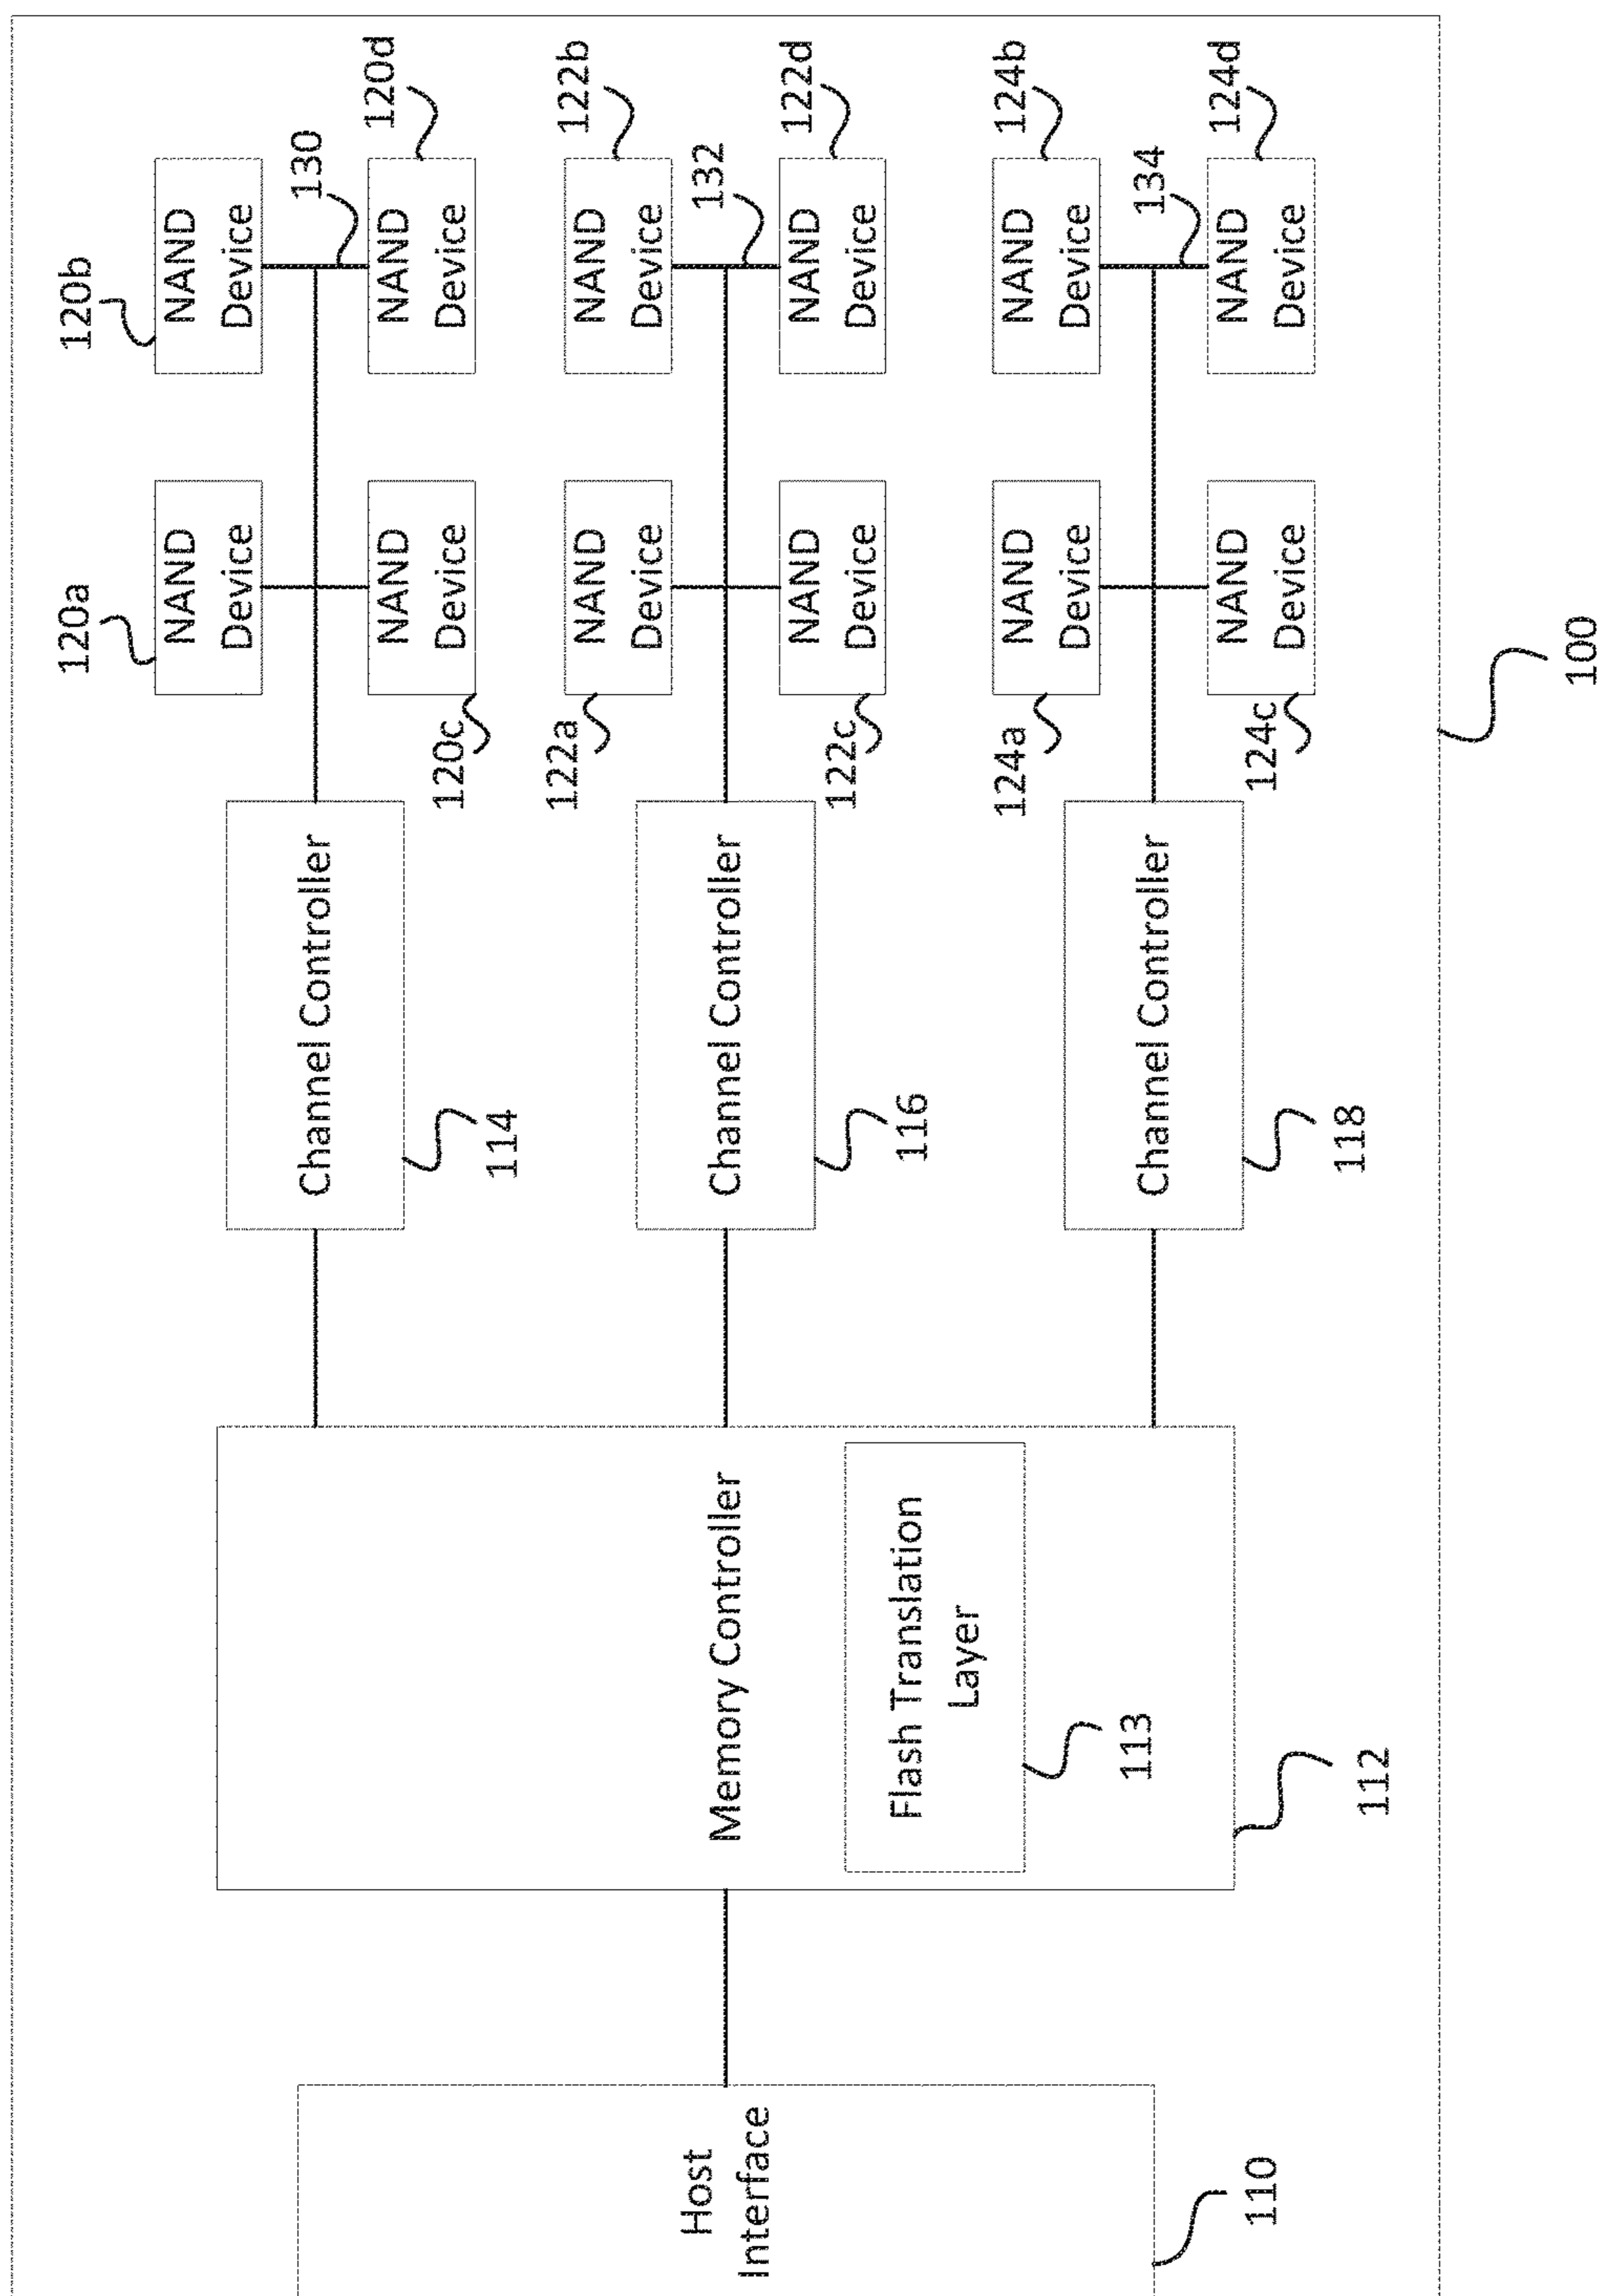 120a
120b
NAND
Device
NAND
Device
130
NAND
Device
NAND
Device
120c
120d
Channel Controller
114
122a
122b
NAND
Device
NAND
Device
132
NAND
Device
NAND
Device
122c
122d
Host
Interface
110
Memory Controller
Flash Translation
Layer
113
112
Channel Controller
116
124a
124b
NAND
Device
NAND
Device
134
NAND
Device
NAND
Device
124c
124d
Channel Controller
118
100